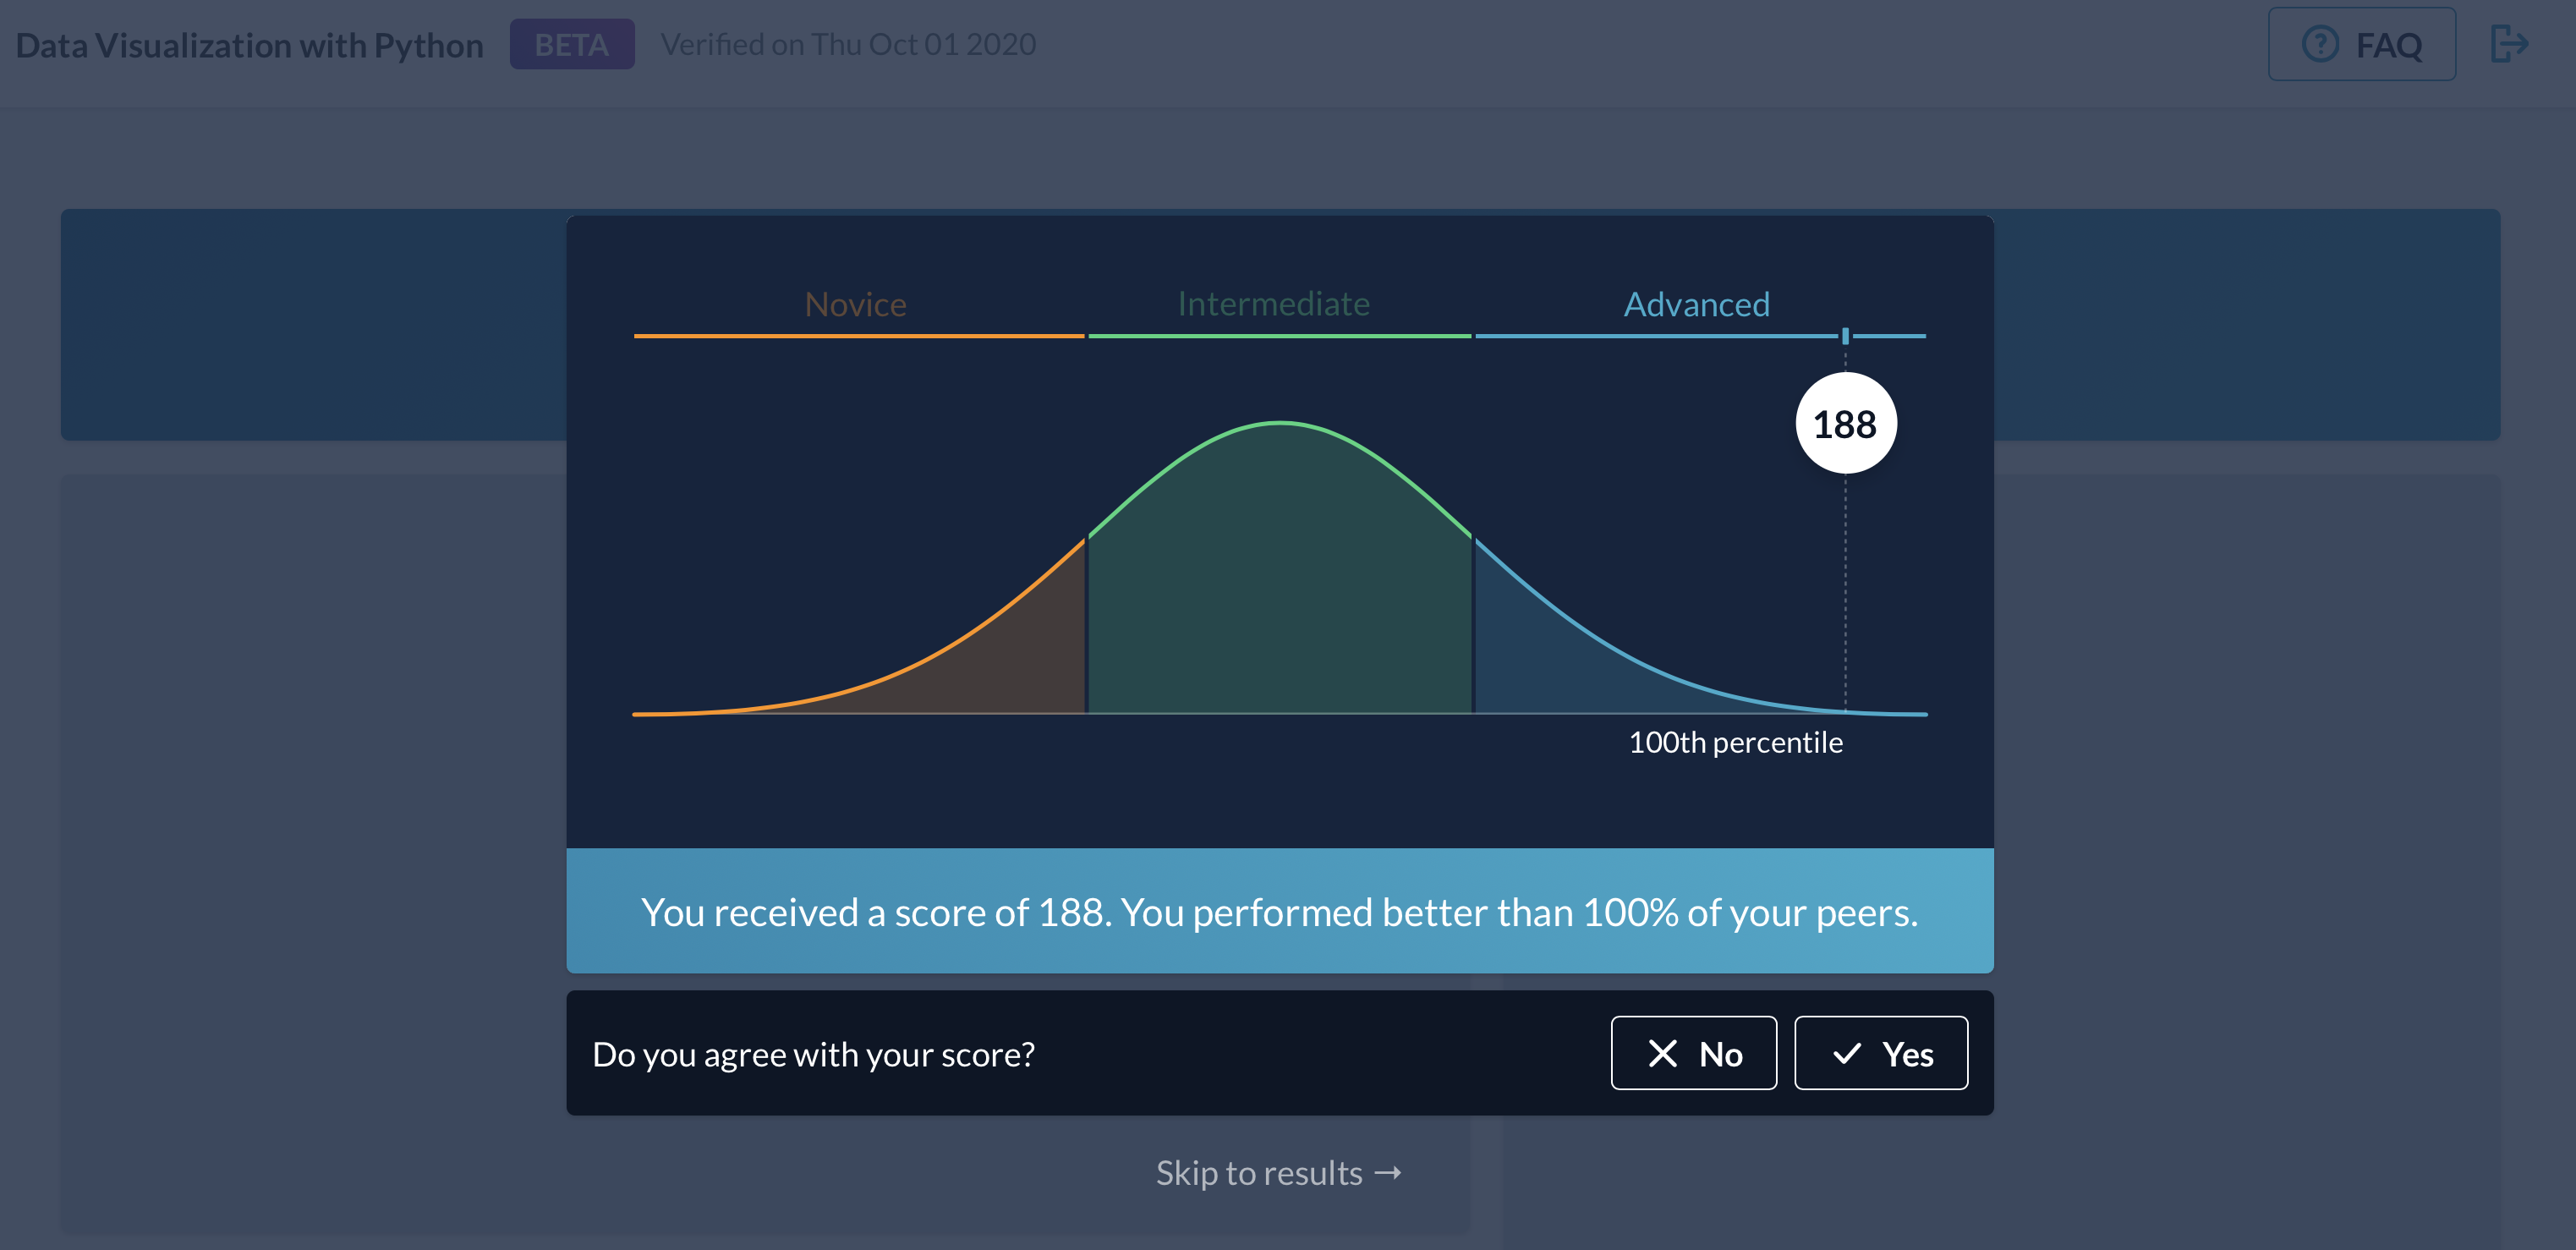 Data Visualization with Python BETA Verified on Thu Oct 01 2020 FAQ
Novice Intermediate Advanced
188
100th percentile
You received a score of 188. You performed better than 100% of your peers.
Do you agree with your score? No Yes
Skip to results →